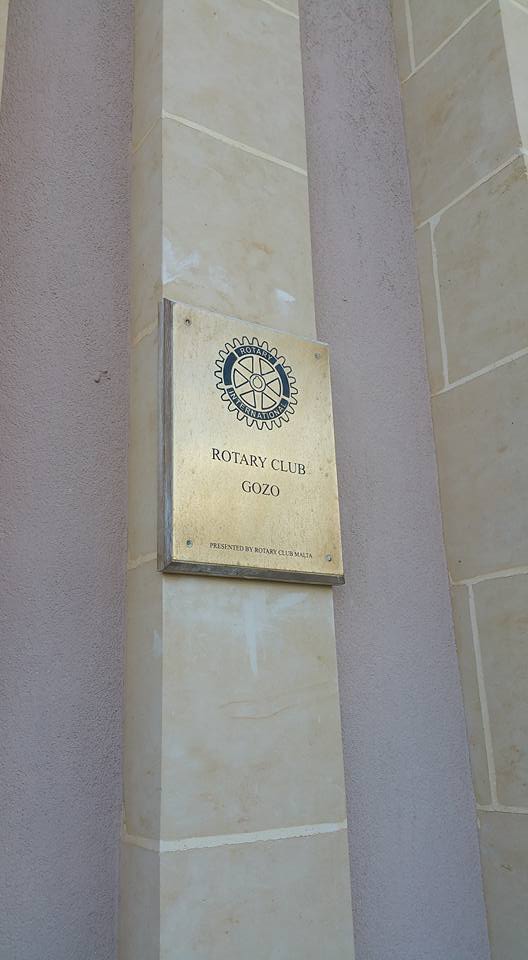 ROTARY
INTERNATIONAL
ROTARY CLUB
GOZO
PRESENTED BY ROTARY CLUB MALTA